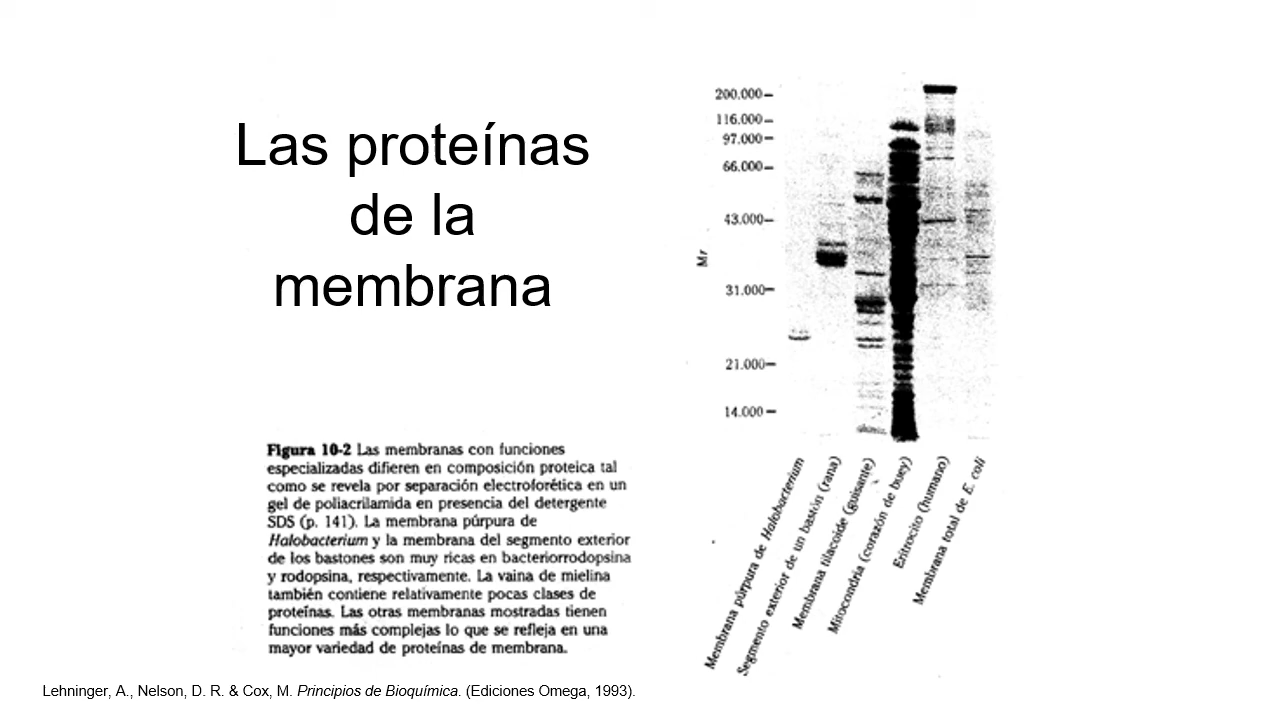 Las proteínas
de la
membrana
Figura 10-2 Las membranas con funciones
especializadas difieren en composición proteica tal
como se revela por separación electroforética en un
gel de poliacrilamida en presencia del detergente
SDS (p. 141). La membrana púrpura de
Halobacterium y la membrana del segmento exterior
de los bastones son muy ricas en bacteriorrodopsina
y rodopsina, respectivamente. La vaina de mielina
también contiene relativamente pocas clases de
proteínas. Las otras membranas mostradas tienen
funciones más complejas lo que se refleja en una
mayor variedad de proteínas de membrana.
Lehninger, A., Nelson, D. R. & Cox, M. Principios de Bioquímica. (Ediciones Omega, 1993).
200.000
116.000
97.000
66.000
43.000
Mr
31.000
21.000
14.000
Membrana púrpura de Halobacterium
Segmento exterior de un bastón (rana)
Membrana tilacoide (guisante)
Mitocondria (corazón de buey)
Eritrocito (humano)
Membrana total de E. coli